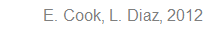 E. Cook, L. Diaz, 2012